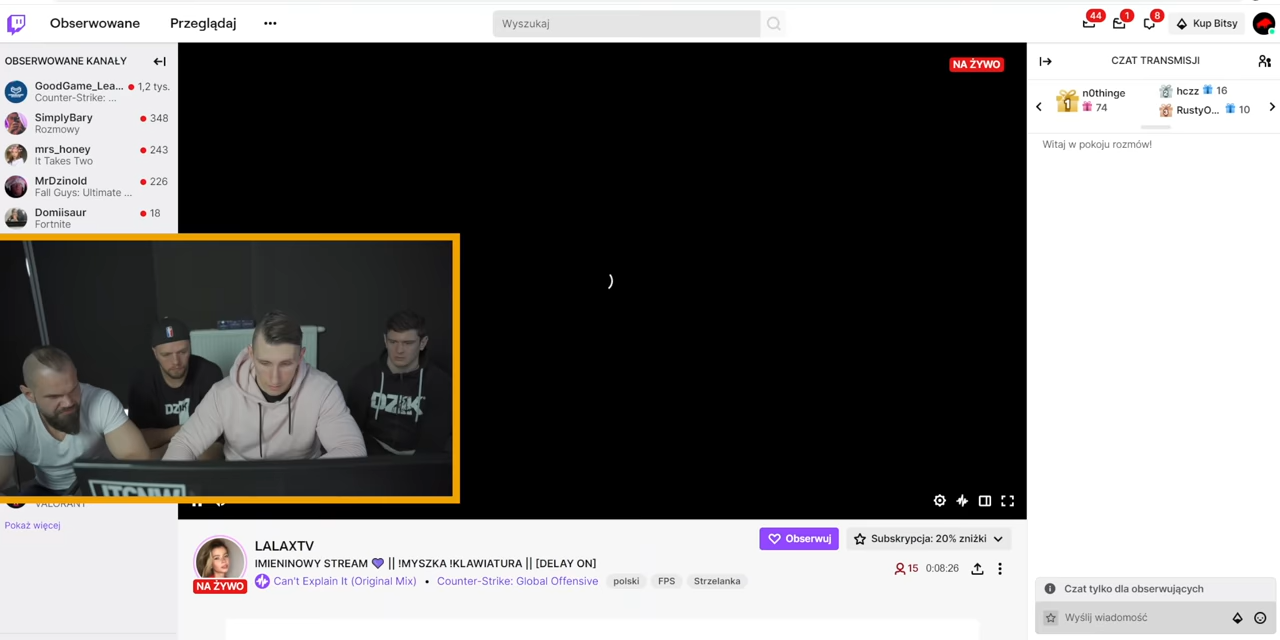 Obserwowane
Przeglądaj
Wyszukaj
44
1
8
Kup Bitsy
OBSERWOWANE KANAŁY
GoodGame_Lea... 1,2 tys.
Counter-Strike: ...
SimplyBary 348
Rozmowy
mrs_honey 243
It Takes Two
MrDzinold 226
Fall Guys: Ultimate ...
Domiisaur 18
Fortnite
VALORANT
Pokaż więcej
NA ŻYWO
CZAT TRANSMISJI
1
n0thinge
74
2 hczz 16
3 RustyO... 10
Witaj w pokoju rozmów!
LALAXTV
IMIENINOWY STREAM 💜 || !MYSZKA !KLAWIATURA || [DELAY ON]
NA ŻYWO
Can't Explain It (Original Mix) • Counter-Strike: Global Offensive polski FPS Strzelanka
Obserwuj
Subskrypcja: 20% zniżki
15 0:08:26
Czat tylko dla obserwujących
Wyślij wiadomość